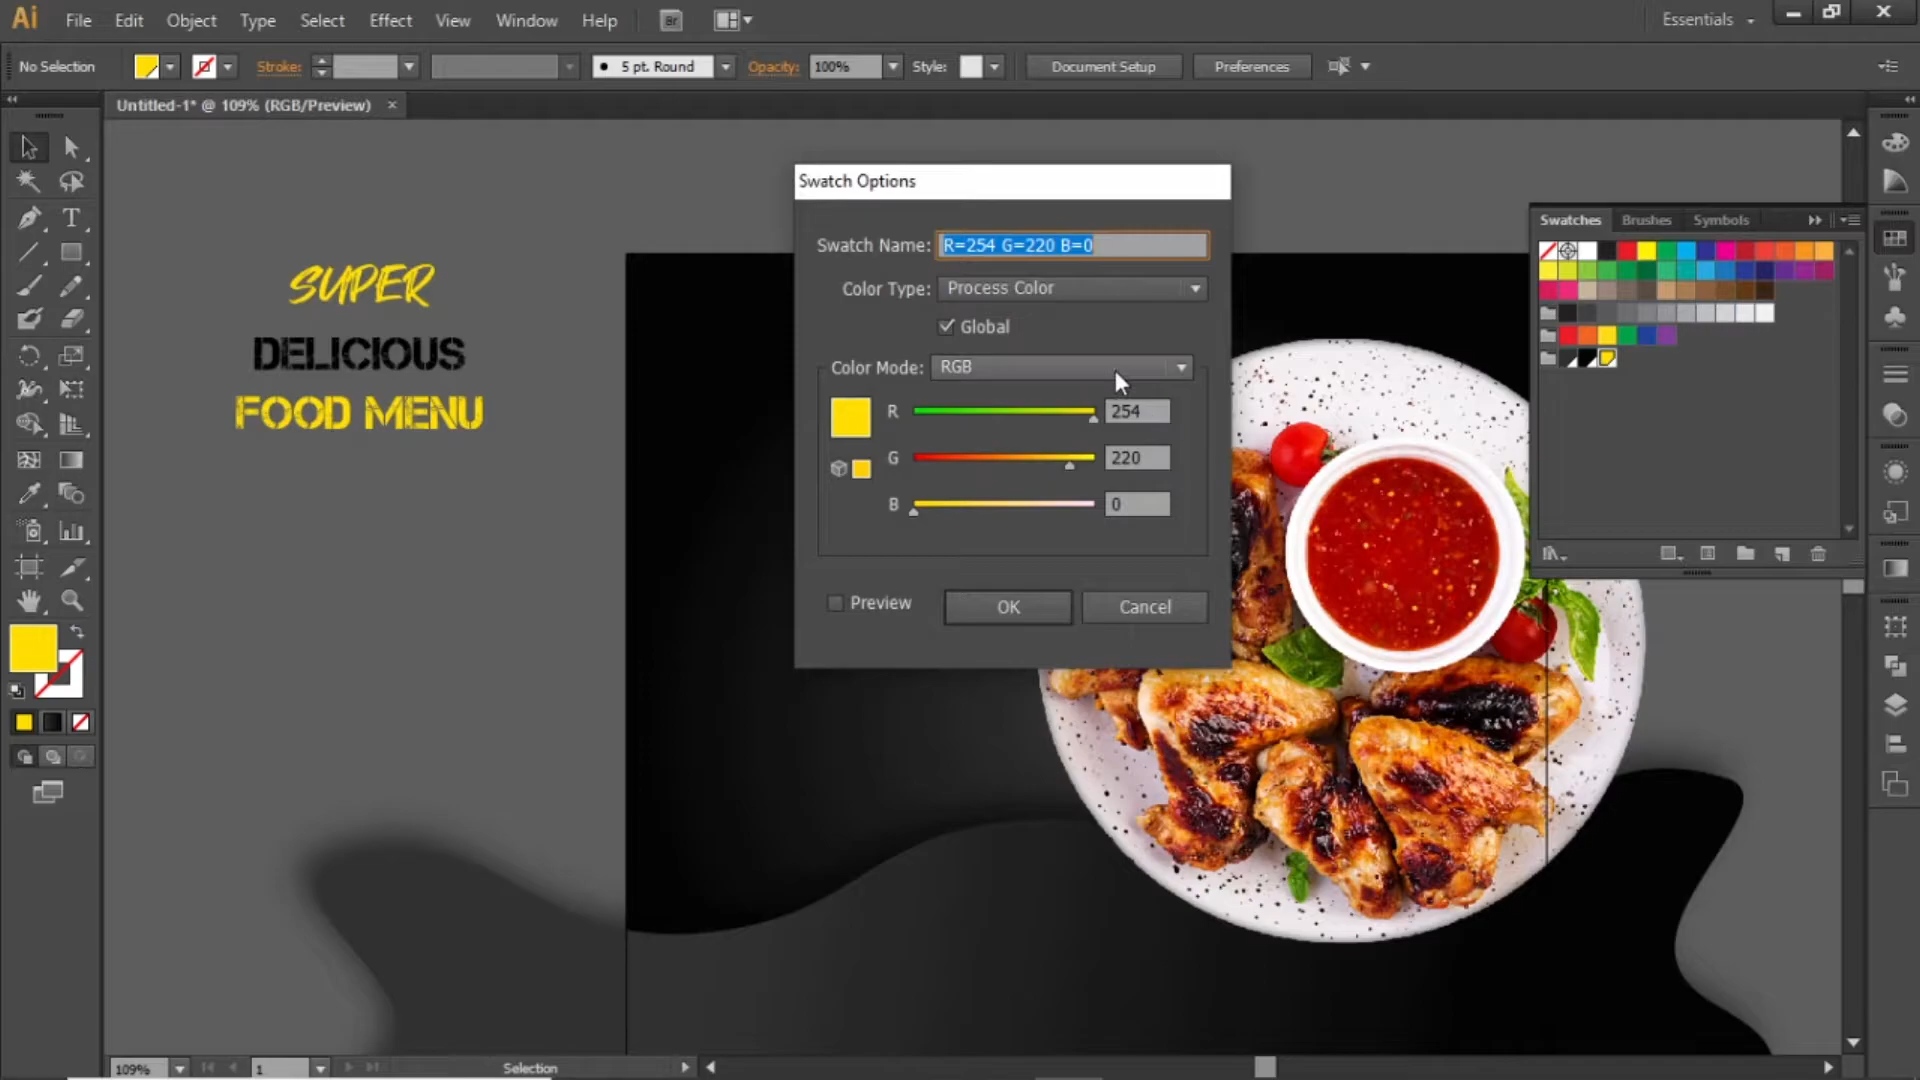 Ai File Edit Object Type Select Effect View Window Help Br Essentials
No Selection Stroke: 5 pt. Round Opacity: 100% Style: Document Setup Preferences
Untitled-1* @ 109% (RGB/Preview) ×
Swatch Options
Swatch Name: R=254 G=220 B=0
Color Type: Process Color
Global
Color Mode: RGB
R 254
G 220
B 0
Preview OK Cancel
Swatches Brushes Symbols
SUPER
DELICIOUS
FOOD MENU
109% 1 Selection